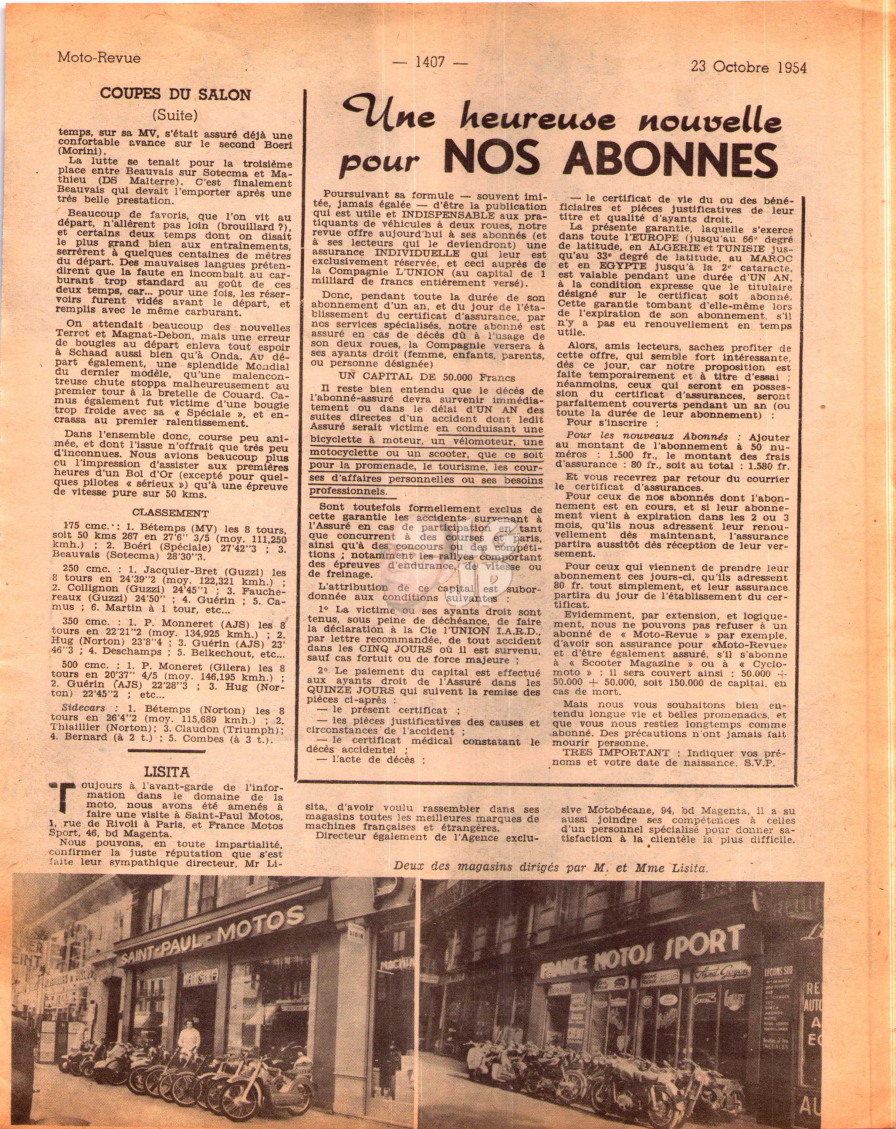 Moto-Revue
— 1407 —
23 Octobre 1954
COUPES DU SALON
(Suite)
temps, sur sa MV, s'était assuré déjà une
confortable avance sur le second Boeri
(Morini).
La lutte se tenait pour la troisième
place entre Beauvais sur Sotecma et Ma-
thieu (DS Malterre). C'est finalement
Beauvais qui devait l'emporter après une
très belle prestation.
Beaucoup de favoris, que l'on vit au
départ, n'allèrent pas loin (brouillard ?),
et certains deux temps dont on disait
le plus grand bien aux entraînements,
serrèrent à quelques centaines de mètres
du départ. Des mauvaises langues préten-
dirent que la faute en incombait au car-
burant trop standard au goût de ces
deux temps, car... pour une fois, les réser-
voirs furent vidés avant le départ, et
remplis avec le même carburant.
On attendait beaucoup des nouvelles
Terrot et Magnat-Debon, mais une erreur
de bougies au départ enleva tout espoir
à Schaad aussi bien qu'à Onda. Au dé-
part également, une splendide Mondial
du dernier modèle, qu'une malencon-
treuse chute stoppa malheureusement au
premier tour à la bretelle de Couard. Ca-
mus également fut victime d'une bougie
trop froide avec sa « Spéciale », et en-
crassa au premier ralentissement.
Dans l'ensemble donc, course peu ani-
mée, et dont l'issue n'offrait que très peu
d'inconnues. Nous avions beaucoup plus
eu l'impression d'assister aux premières
heures d'un Bol d'Or (excepté pour quel-
ques pilotes « sérieux ») qu'à une épreuve
de vitesse pure sur 50 kms.
CLASSEMENT
175 cmc. : 1. Bétemps (MV) les 8 tours,
soit 50 kms 267 en 27'6" 3/5 (moy. 111,250
kmh.) ; 2. Boéri (Spéciale) 27'42"3 ; 3.
Beauvais (Sotecma) 28'30"3.
250 cmc. : 1. Jacquier-Bret (Guzzi) les
8 tours en 24'39"2 (moy. 122,321 kmh.) ;
2. Collignon (Guzzi) 24'45"1 ; 3. Fauche-
reaux (Guzzi) 24'50" ; 4. Guérin ; 5. Ca-
mus ; 6. Martin à 1 tour, etc...
350 cmc. : 1. P. Monneret (AJS) les 8
tours en 22'21"2 (moy. 134,925 kmh.) ; 2.
Hug (Norton) 23'8"4 ; 3. Guérin (AJS) 23'
46"3 ; 4. Deschamps ; 5. Belkechout, etc...
500 cmc. : 1. P. Moneret (Gilera) les 8
tours en 20'37" 4/5 (moy. 146,195 kmh.) ;
2. Guérin (AJS) 22'28"3 ; 3. Hug (Nor-
ton) 22'45"2 ; etc...
Sidecars : 1. Bétemps (Norton) les 8
tours en 26'4"2 (moy. 115,689 kmh.) ; 2.
Thiaillier (Norton); 3. Claudon (Triumph);
4. Bernard (à 2 t.) ; 5. Combes (à 3 t.).
Une heureuse nouvelle
pour NOS ABONNES
Poursuivant sa formule — souvent imi-
tée, jamais égalée — d'être la publication
qui est utile et INDISPENSABLE aux pra-
tiquants de véhicules à deux roues, notre
revue offre aujourd'hui à ses abonnés (et
à ses lecteurs qui le deviendront) une
assurance INDIVIDUELLE qui leur est
exclusivement réservée, et ceci auprès de
la Compagnie L'UNION (au capital de 1
milliard de francs entièrement versé).
Donc, pendant toute la durée de son
abonnement d'un an, et du jour de l'éta-
blissement du certificat d'assurance, par
nos services spécialisés, notre abonné est
assuré en cas de décès dû à l'usage de
son deux roues, la Compagnie versera à
ses ayants droit (femme, enfants, parents,
ou personne désignée)
UN CAPITAL DE 50.000 Francs
Il reste bien entendu que le décès de
l'abonné-assuré devra survenir immédia-
tement ou dans le délai d'UN AN des
suites directes d'un accident dont ledit
Assuré serait victime en conduisant une
bicyclette à moteur, un vélomoteur, une
motocyclette ou un scooter, que ce soit
pour la promenade, le tourisme, les cour-
ses d'affaires personnelles ou ses besoins
professionnels.
Sont toutefois formellement exclus de
cette garantie les accidents survenant à
l'Assuré en cas de participation en tant
que concurrent à des courses ou paris,
ainsi qu'à des concours ou des compéti-
tions ; notamment les rallyes comportant
des épreuves d'endurance, de vitesse ou
de freinage.
L'attribution de ce capital est subor-
donnée aux conditions suivantes :
1° La victime ou ses ayants droit sont
tenus, sous peine de déchéance, de faire
la déclaration à la Cie l'UNION I.A.R.D.,
par lettre recommandée, de tout accident
dans les CINQ JOURS où il est survenu,
sauf cas fortuit ou de force majeure ;
2° Le paiement du capital est effectué
aux ayants droit de l'Assuré dans les
QUINZE JOURS qui suivent la remise des
pièces ci-après :
— le présent certificat ;
— les pièces justificatives des causes et
circonstances de l'accident ;
— le certificat médical constatant le
décès accidentel ;
— l'acte de décès ;
— le certificat de vie du ou des béné-
ficiaires et pièces justificatives de leur
titre et qualité d'ayants droit.
La présente garantie, laquelle s'exerce
dans toute l'EUROPE (jusqu'au 56° degré
de latitude, en ALGERIE et TUNISIE jus-
qu'au 33° degré de latitude, au MAROC
et en EGYPTE jusqu'à la 2° cataracte,
est valable pendant une durée d'UN AN,
à la condition expresse que le titulaire
désigné sur le certificat soit abonné.
Cette garantie tombant d'elle-même lors
de l'expiration de son abonnement, s'il
n'y a pas eu renouvellement en temps
utile.
Alors, amis lecteurs, sachez profiter de
cette offre, qui semble fort intéressante,
dès ce jour, car notre proposition est
faite temporairement et à titre d'essai ;
néanmoins, ceux qui seront en posses-
sion du certificat d'assurances, seront
parfaitement couverts pendant un an (ou
toute la durée de leur abonnement) :
Pour s'inscrire :
Pour les nouveaux Abonnés : Ajouter
au montant de l'abonnement à 50 nu-
méros : 1.500 fr., le montant des frais
d'assurance : 80 fr., soit au total : 1.580 fr.
Et vous recevrez par retour du courrier
le certificat d'assurances.
Pour ceux de nos abonnés dont l'abon-
nement est en cours, et si leur abonne-
ment vient à expiration dans les 2 ou 3
mois, qu'ils nous adressent leur renou-
vellement dès maintenant, l'assurance
partira aussitôt dès réception de leur ver-
sement.
Pour ceux qui viennent de prendre leur
abonnement ces jours-ci, qu'ils adressent
80 fr. tout simplement, et leur assurance
partira du jour de l'établissement du cer-
tificat.
Evidemment, par extension, et logique-
ment, nous ne pouvons pas refuser à un
abonné de « Moto-Revue » par exemple,
d'avoir son assurance pour «Moto-Revue»
et d'être également assuré, s'il s'abonne
à « Scooter Magazine » ou à « Cyclo-
moto » : il sera couvert ainsi : 50.000 +
50.000 + 50.000, soit 150.000 de capital, en
cas de mort.
Mais nous vous souhaitons bien en-
tendu longue vie et belles promenades, et
que vous nous restiez longtemps comme
abonné. Des précautions n'ont jamais fait
mourir personne.
TRES IMPORTANT : Indiquer vos pré-
noms et votre date de naissance. S.V.P.
LISITA
Toujours à l'avant-garde de l'infor-
mation dans le domaine de la
moto, nous avons été amenés à
faire une visite à Saint-Paul Motos,
1, rue de Rivoli à Paris, et France Motos
Sport, 46, bd Magenta.
Nous pouvons, en toute impartialité,
confirmer la juste réputation que s'est
faite leur sympathique directeur, Mr Li-
sita, d'avoir voulu rassembler dans ses
magasins toutes les meilleures marques de
machines françaises et étrangères.
Directeur également de l'Agence exclu-
sive Motobécane, 94, bd Magenta, il a su
aussi joindre ses compétences à celles
d'un personnel spécialisé pour donner sa-
tisfaction à la clientèle la plus difficile.
Deux des magasins dirigés par M. et Mme Lisita.
SAINT-PAUL-MOTOS
FRANCE MOTOS SPORT